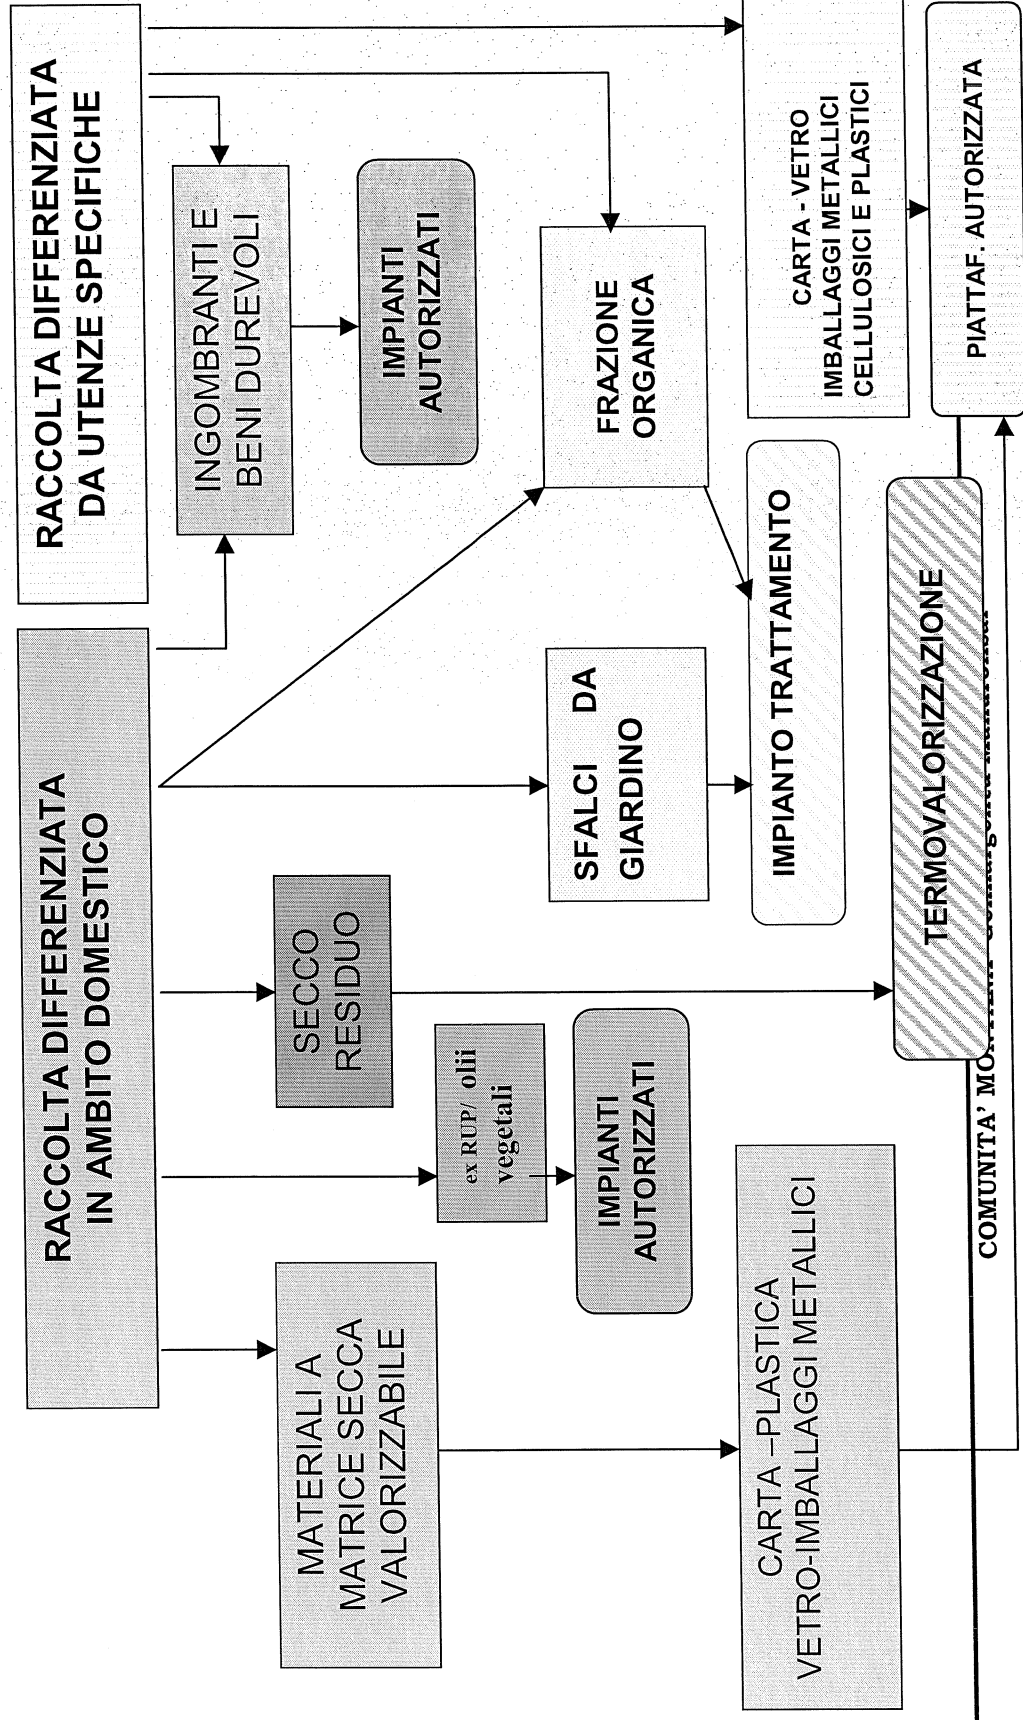 RACCOLTA DIFFERENZIATA
IN AMBITO DOMESTICO
RACCOLTA DIFFERENZIATA
DA UTENZE SPECIFICHE
INGOMBRANTI E
BENI DUREVOLI
MATERIALI A
MATRICE SECCA
VALORIZZABILE
SECCO
RESIDUO
IMPIANTI
AUTORIZZATI
ex RUP/ olii
vegetali
IMPIANTI
AUTORIZZATI
SFALCI DA
GIARDINO
FRAZIONE
ORGANICA
CARTA –PLASTICA
VETRO-IMBALLAGGI METALLICI
IMPIANTO TRATTAMENTO
CARTA - VETRO
IMBALLAGGI METALLICI
CELLULOSICI E PLASTICI
TERMOVALORIZZAZIONE
PIATTAF. AUTORIZZATA
COMUNITA’